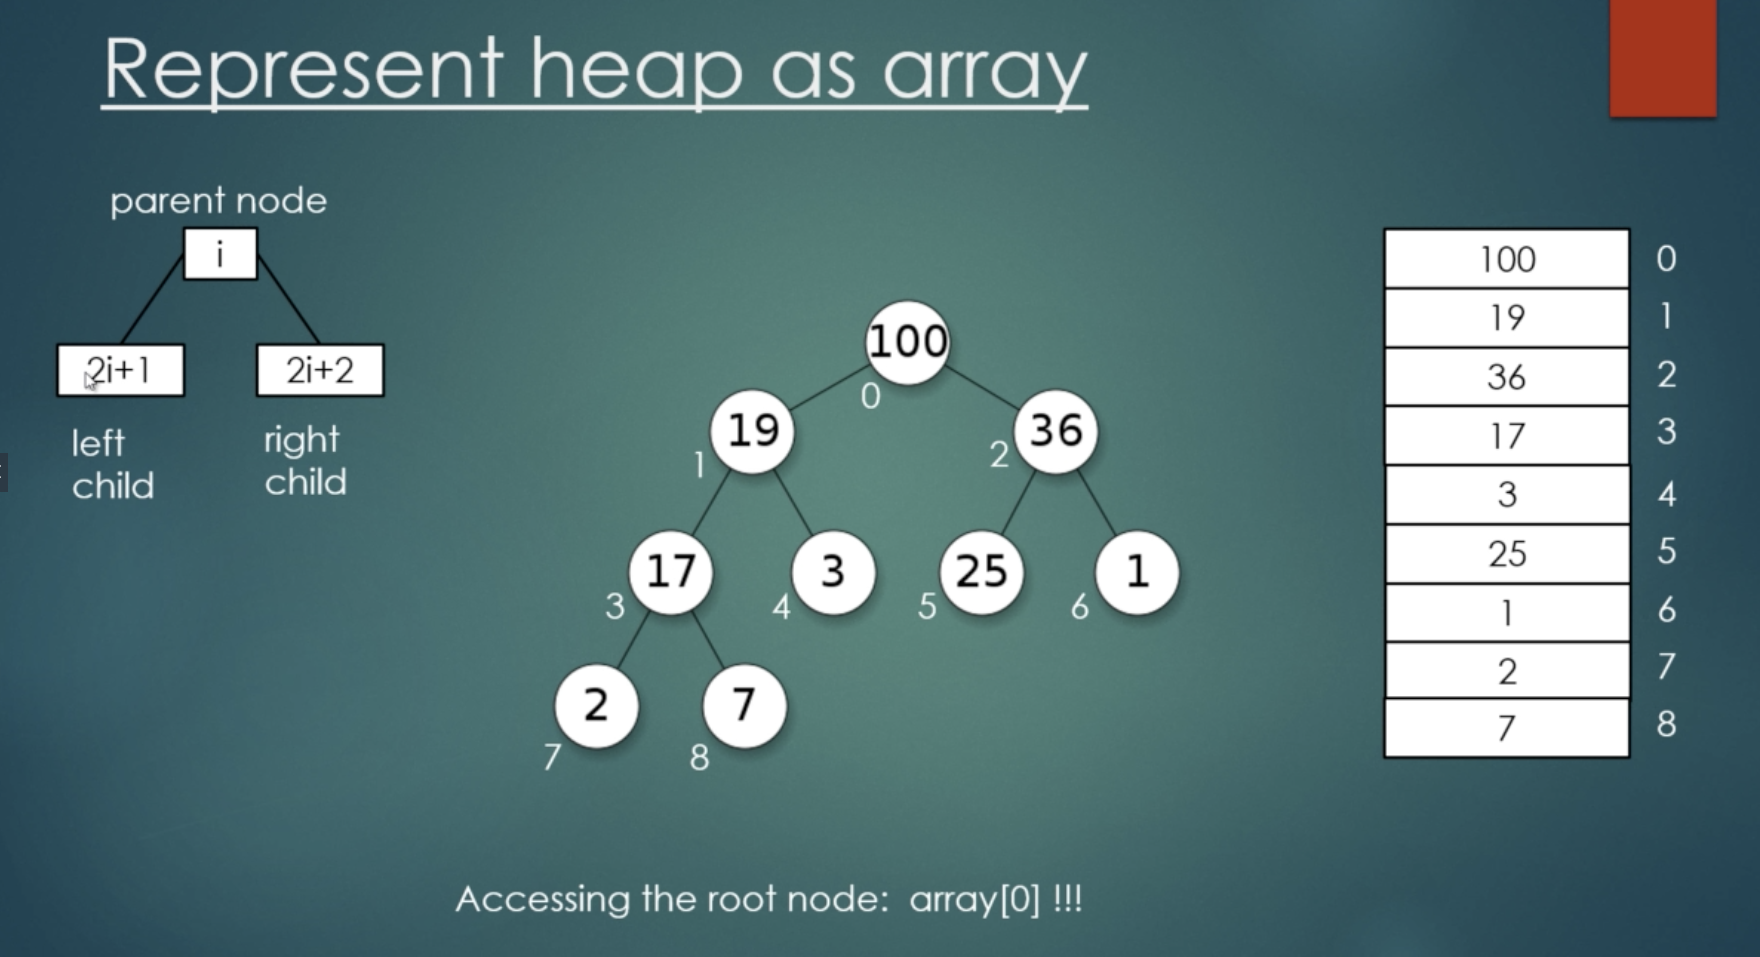 Represent heap as array
parent node
i
2i+1
2i+2
left
child
right
child
100
0
19
1
36
2
17
3
3
4
25
5
1
6
2
7
7
8
100 0
19 1
36 2
17 3
3 4
25 5
1 6
2 7
7 8
Accessing the root node: array[0] !!!